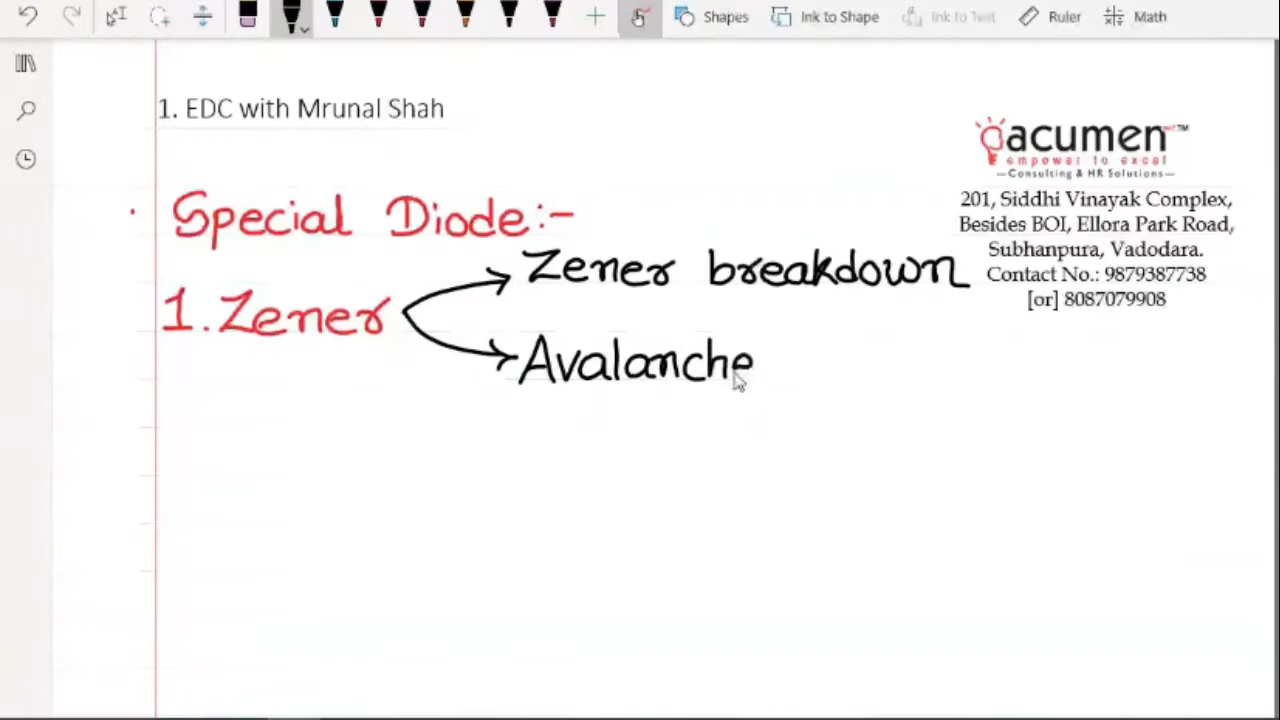 Shapes Ink to Shape Ink to Text Ruler Math
1. EDC with Mrunal Shah
acumen™
empower to excel
—Consulting & HR Solutions—
201, Siddhi Vinayak Complex,
Besides BOI, Ellora Park Road,
Subhanpura, Vadodara.
Contact No.: 9879387738
[or] 8087079908
Special Diode:-
1. Zener
Zener breakdown
Avalanche